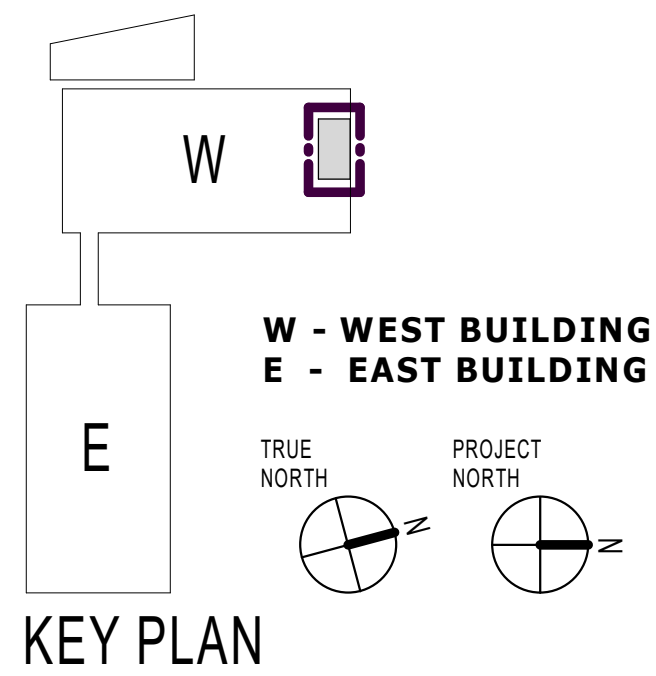 W
W - WEST BUILDING
E - EAST BUILDING
E
TRUE
NORTH
N
PROJECT
NORTH
N
KEY PLAN